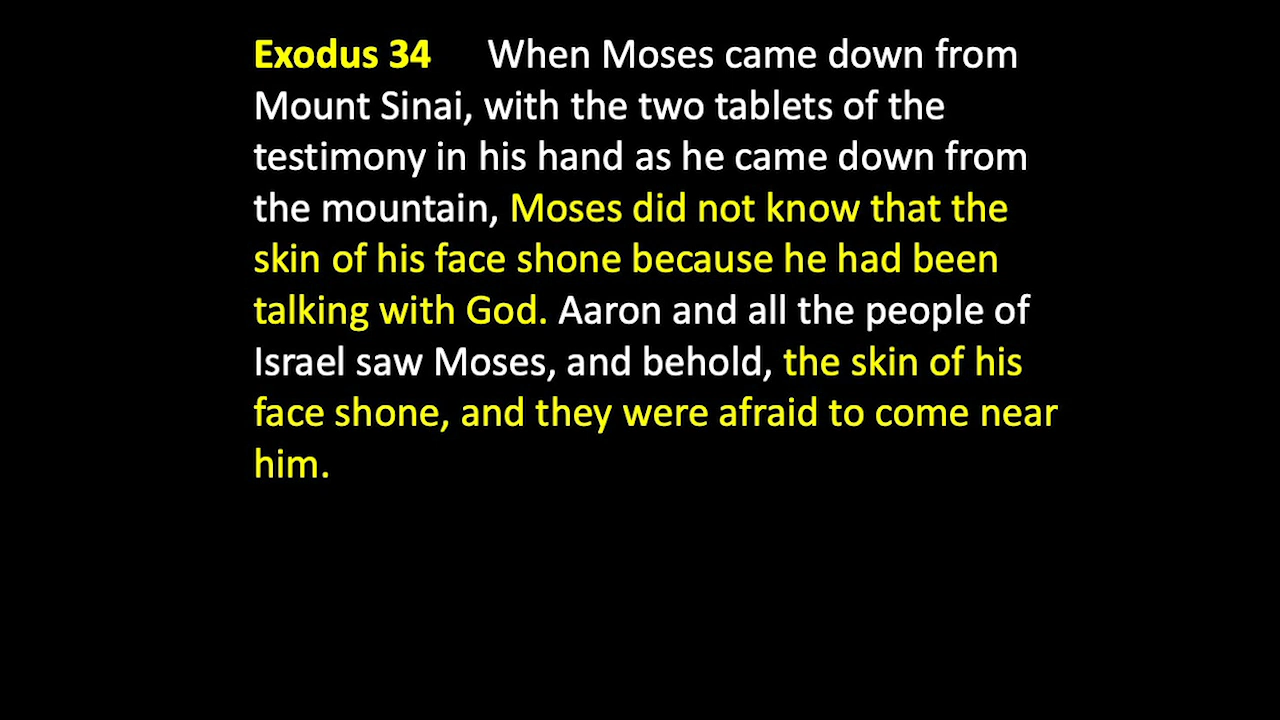 Exodus 34 When Moses came down from
Mount Sinai, with the two tablets of the
testimony in his hand as he came down from
the mountain, Moses did not know that the
skin of his face shone because he had been
talking with God. Aaron and all the people of
Israel saw Moses, and behold, the skin of his
face shone, and they were afraid to come near
him.